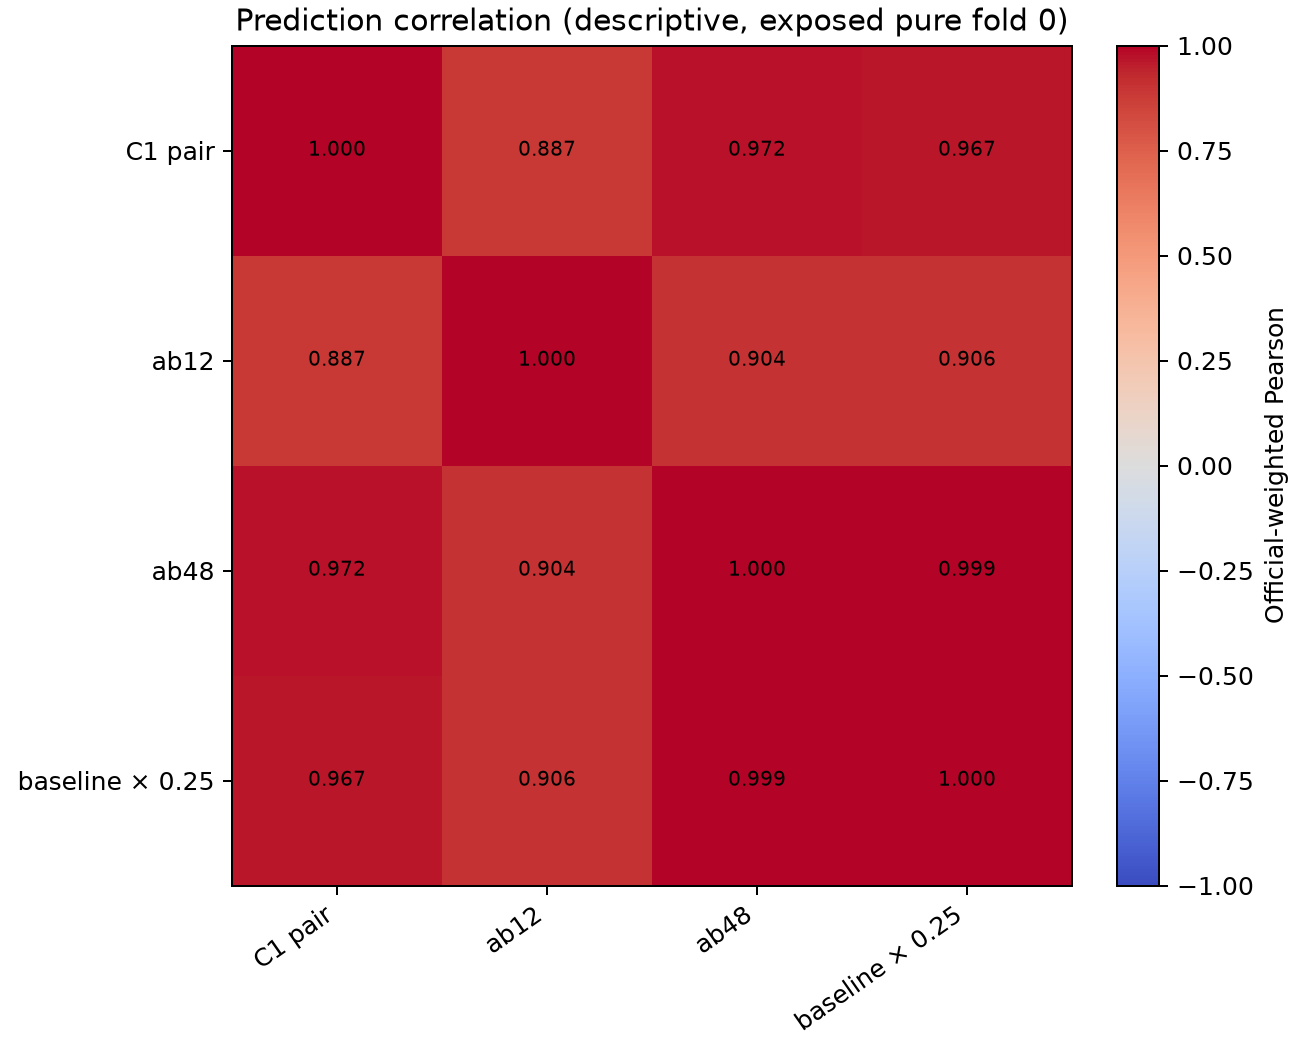 Prediction correlation (descriptive, exposed pure fold 0)
C1 pair
1.000 0.887 0.972 0.967
ab12
0.887 1.000 0.904 0.906
ab48
0.972 0.904 1.000 0.999
baseline × 0.25
0.967 0.906 0.999 1.000
C1 pair
ab12
ab48
baseline × 0.25
1.00
0.75
0.50
0.25
0.00
−0.25
−0.50
−0.75
−1.00
Official-weighted Pearson